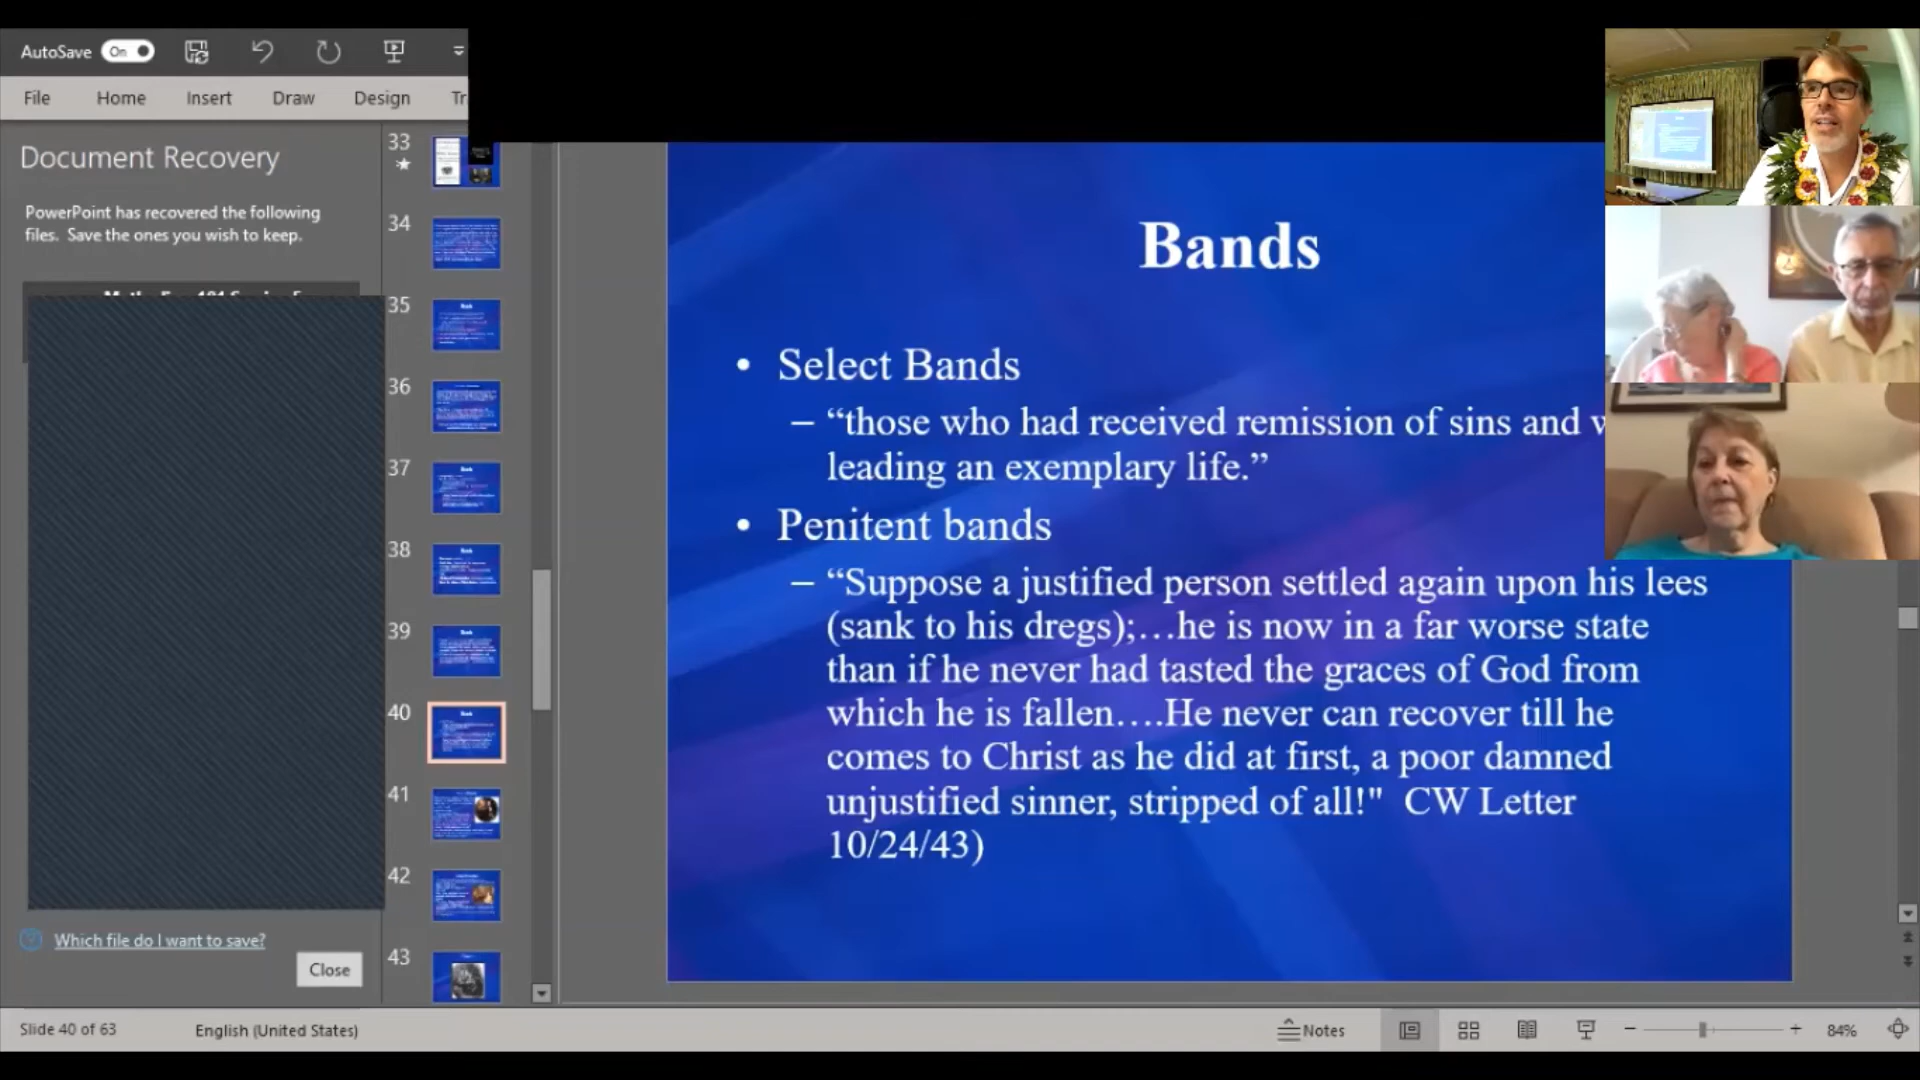 AutoSave On
File Home Insert Draw Design
Document Recovery
PowerPoint has recovered the following
files. Save the ones you wish to keep.
Which file do I want to save?
Close
33
34
35
36
37
38
39
40
41
42
43
Bands
• Select Bands
– “those who had received remission of sins and
leading an exemplary life.”
• Penitent bands
– “Suppose a justified person settled again upon his lees
(sank to his dregs);…he is now in a far worse state
than if he never had tasted the graces of God from
which he is fallen….He never can recover till he
comes to Christ as he did at first, a poor damned
unjustified sinner, stripped of all!" CW Letter
10/24/43)
Slide 40 of 63 English (United States) Notes 84%